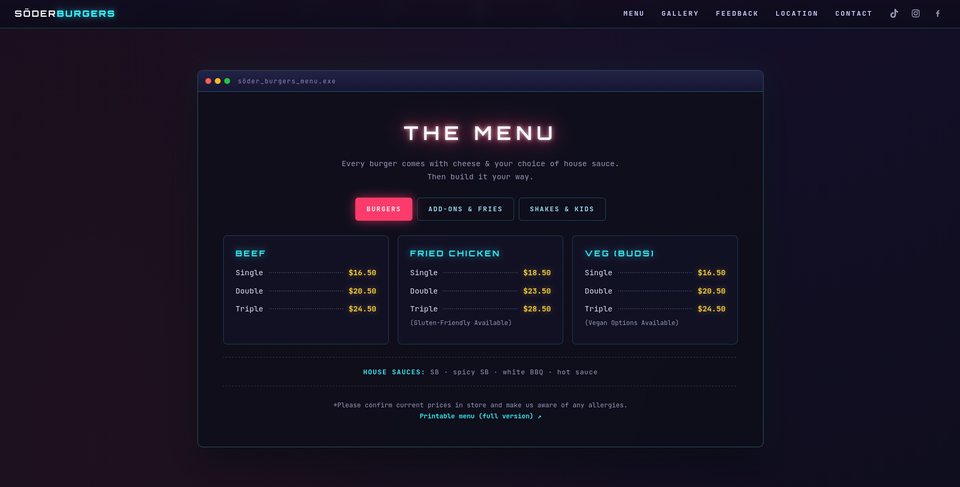 SÖDERBURGERS
MENU GALLERY FEEDBACK LOCATION CONTACT
söder_burgers_menu.exe
THE MENU
Every burger comes with cheese & your choice of house sauce.
Then build it your way.
BURGERS ADD-ONS & FRIES SHAKES & KIDS
BEEF
Single $16.50
Double $20.50
Triple $24.50
FRIED CHICKEN
Single $18.50
Double $23.50
Triple $28.50
(Gluten-Friendly Available)
VEG (BUDS)
Single $16.50
Double $20.50
Triple $24.50
(Vegan Options Available)
HOUSE SAUCES: SB · spicy SB · white BBQ · hot sauce
*Please confirm current prices in store and make us aware of any allergies.
Printable menu (full version) ↗